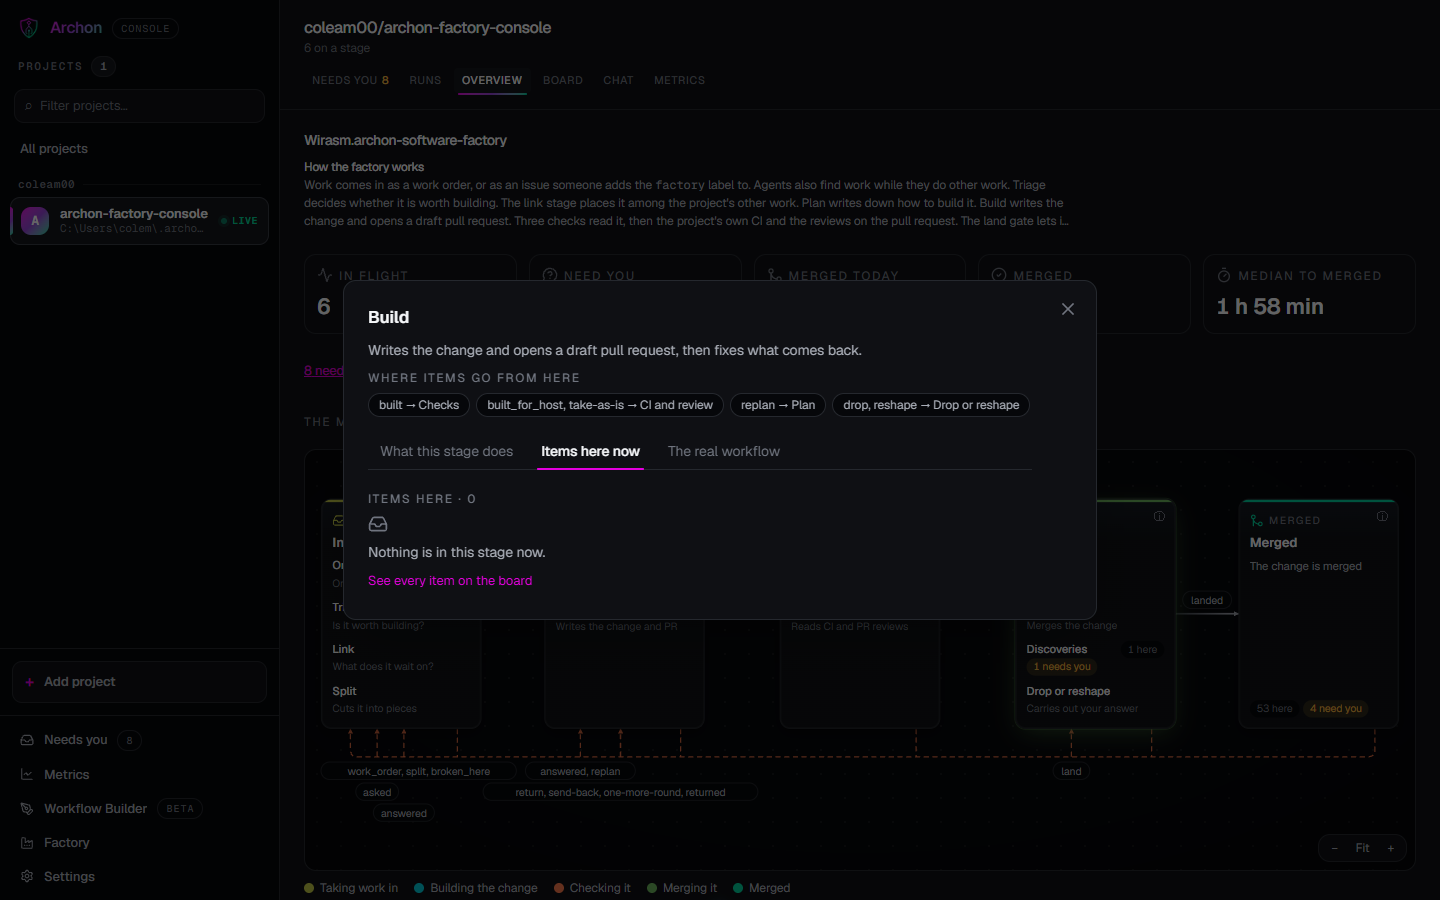 Archon CONSOLE
PROJECTS 1
Filter projects...
All projects
coleam00
A archon-factory-console LIVE
C:\Users\colem\.archo…
+ Add project
Needs you 8
Metrics
Workflow Builder BETA
Factory
Settings
coleam00/archon-factory-console
6 on a stage
NEEDS YOU 8 RUNS OVERVIEW BOARD CHAT METRICS
Wirasm.archon-software-factory
How the factory works
Work comes in as a work order, or as an issue someone adds the factory label to. Agents also find work while they do other work. Triage
decides whether it is worth building. The link stage places it among the project's other work. Plan writes down how to build it. Build writes the
change and opens a draft pull request. Three checks read it, then the project's own CI and the reviews on the pull request. The land gate lets i…
IN FLIGHT NEED YOU MERGED TODAY MERGED MEDIAN TO MERGED
6 1 h 58 min
8 need
THE M
Build
Writes the change and opens a draft pull request, then fixes what comes back.
WHERE ITEMS GO FROM HERE
built → Checks built_for_host, take-as-is → CI and review replan → Plan drop, reshape → Drop or reshape
What this stage does Items here now The real workflow
ITEMS HERE · 0
Nothing is in this stage now.
See every item on the board
Is it worth building?
Link
What does it wait on?
Split
Cuts it into pieces
Writes the change and PR
Reads CI and PR reviews
Merges the change
Discoveries 1 here
1 needs you
Drop or reshape
Carries out your answer
landed
MERGED
Merged
The change is merged
53 here 4 need you
work_order, split, broken_here answered, replan land
asked return, send-back, one-more-round, returned
answered
− Fit +
Taking work in Building the change Checking it Merging it Merged